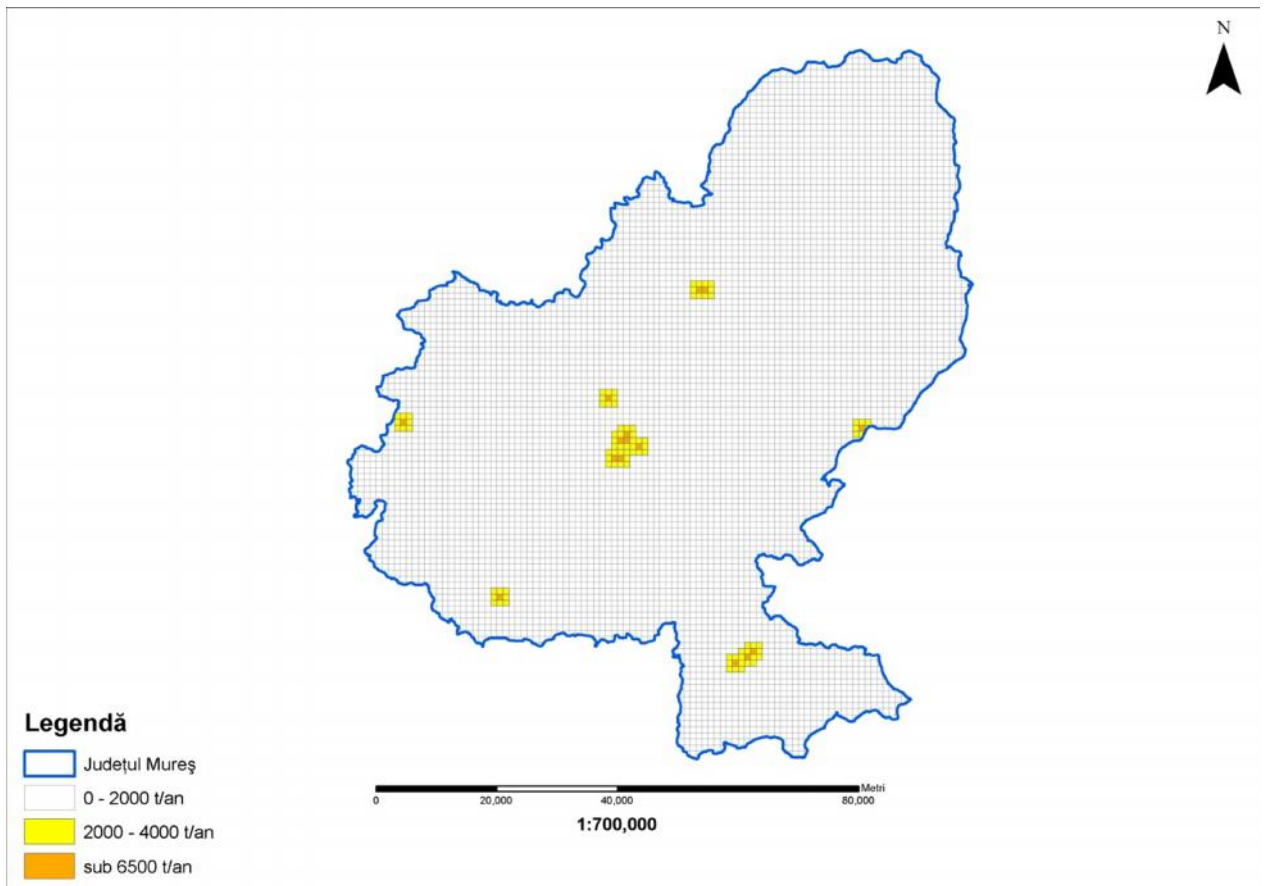 N
Legendă
Județul Mureş
0 - 2000 t/an
2000 - 4000 t/an
sub 6500 t/an
Metri
0 20,000 40,000 80,000
1:700,000